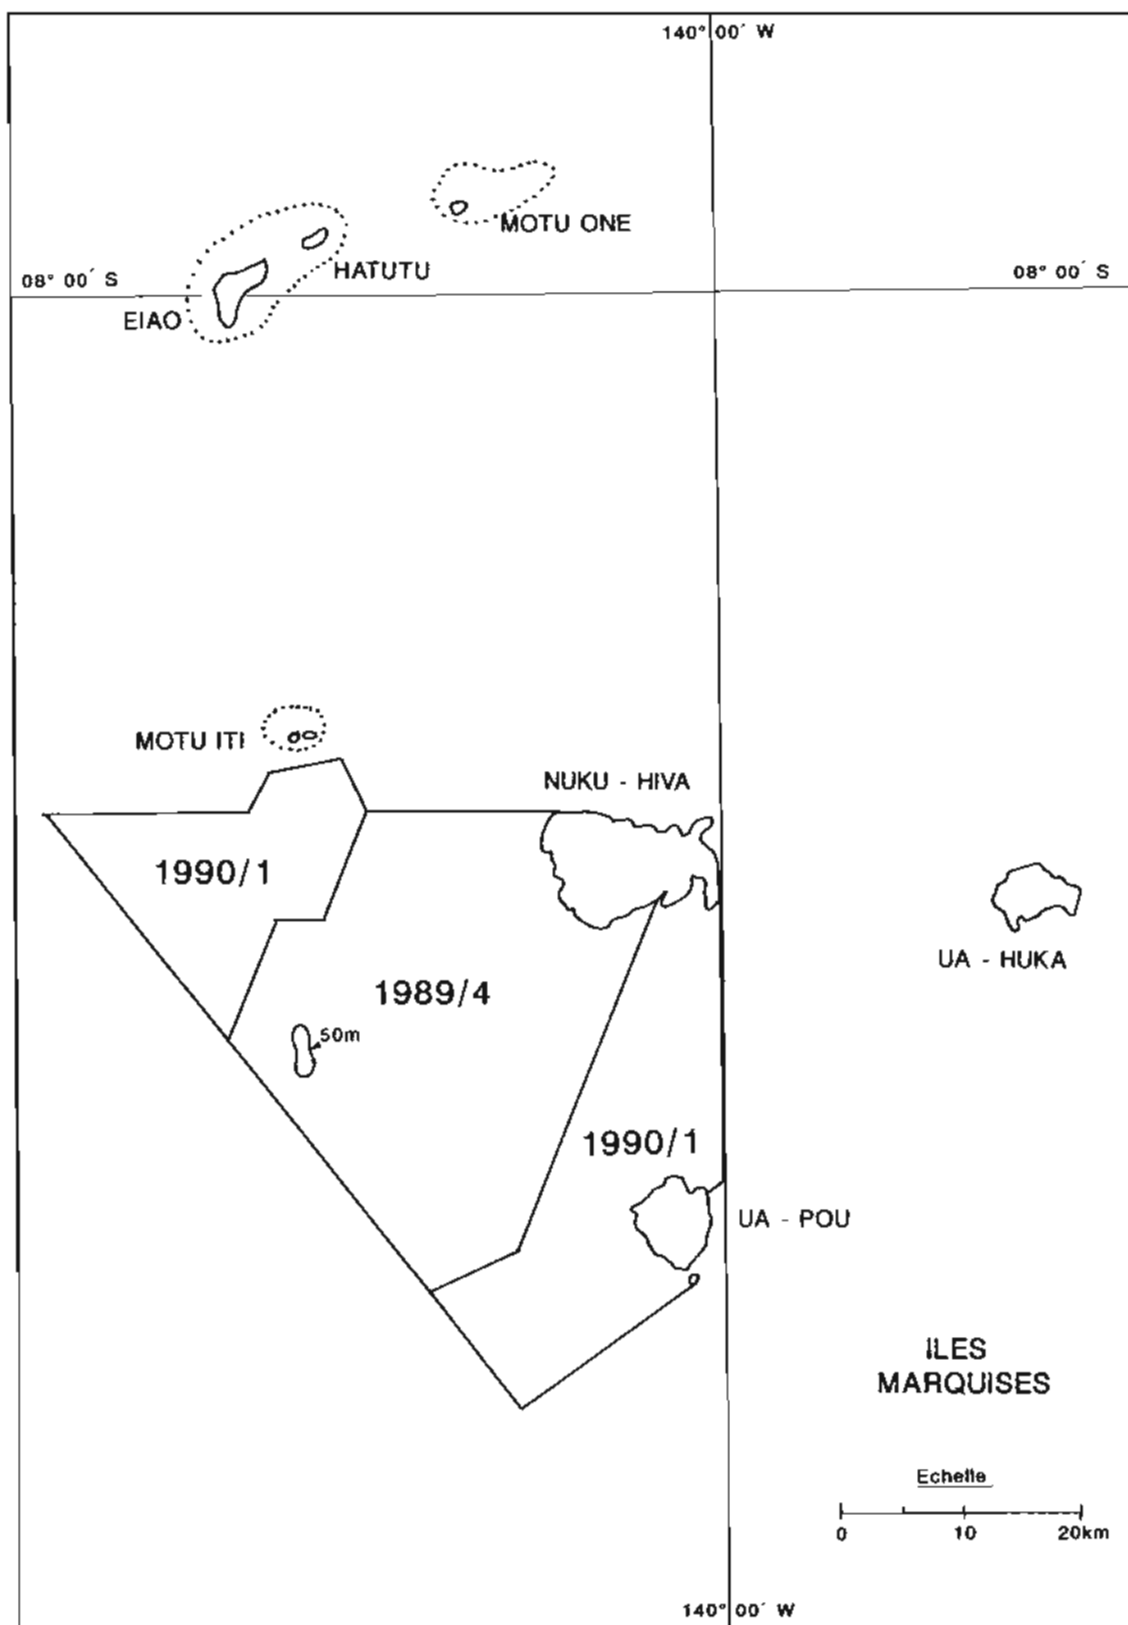 140° 00′ W
MOTU ONE
HATUTU
08° 00′ S
08° 00′ S
EIAO
MOTU ITI
NUKU - HIVA
1990/1
UA - HUKA
1989/4
50m
1990/1
UA - POU
ILES
MARQUISES
Echelle
0 10 20km
140° 00′ W